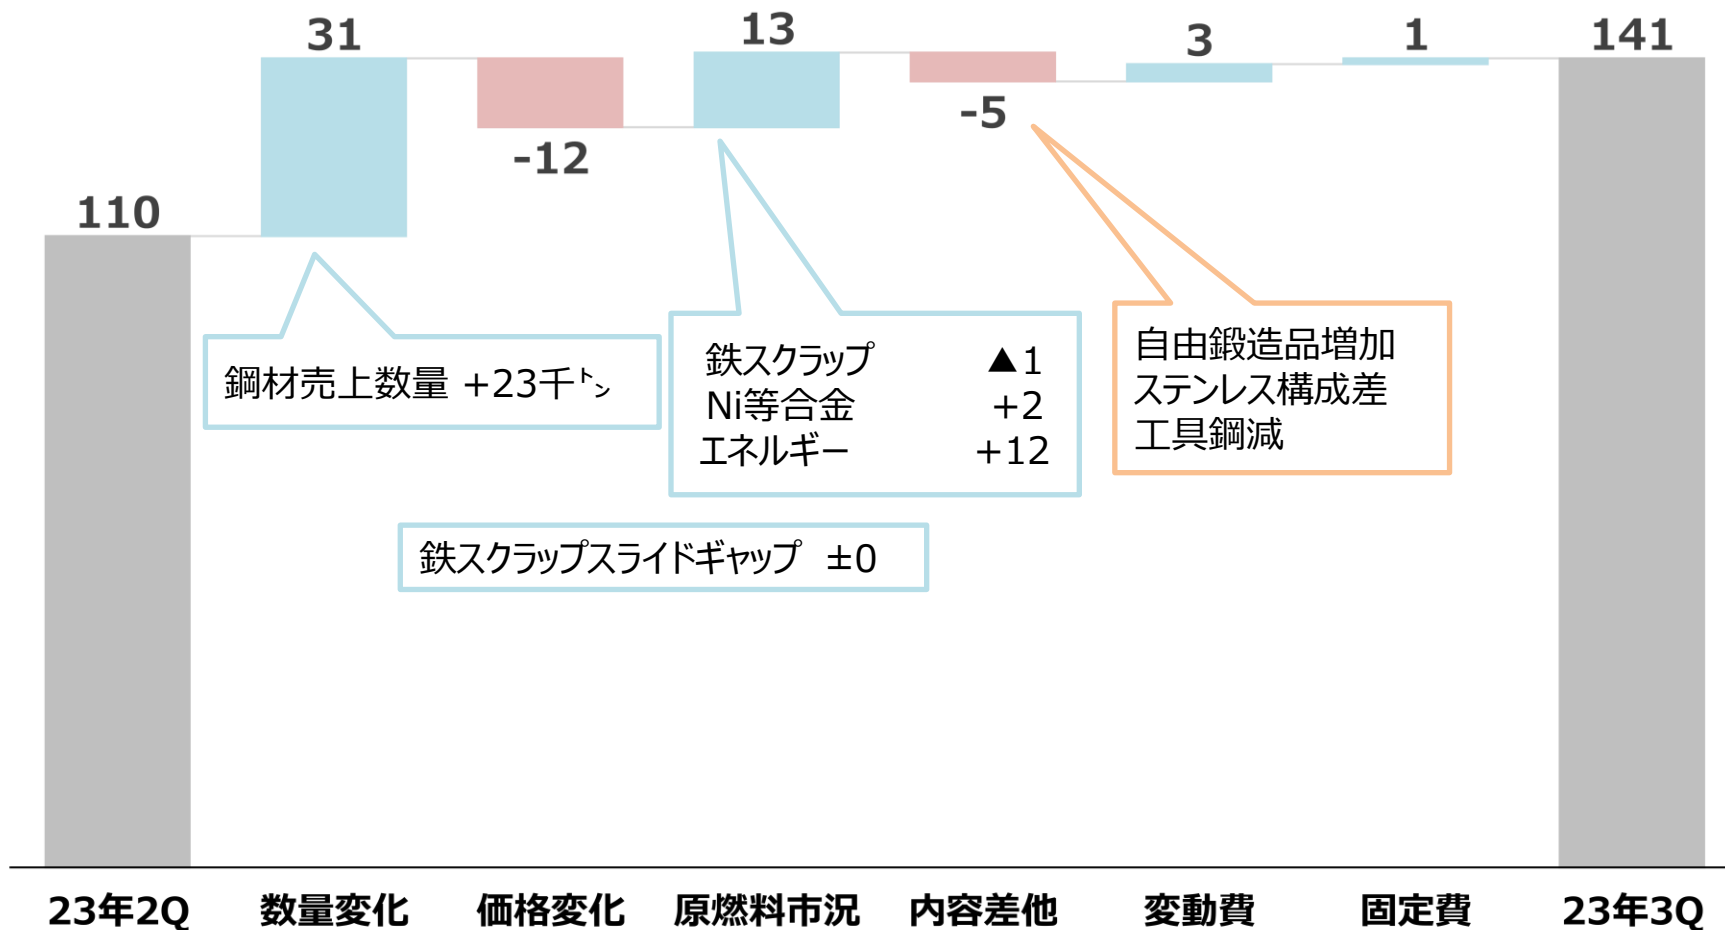 31
13
3
1
141
-5
-12
110
鋼材売上数量 +23千㌧
鉄スクラップ ▲1
Ni等合金 +2
エネルギー +12
自由鍛造品増加
ステンレス構成差
工具鋼減
鉄スクラップスライドギャップ ±0
23年2Q 数量変化 価格変化 原燃料市況 内容差他 変動費 固定費 23年3Q